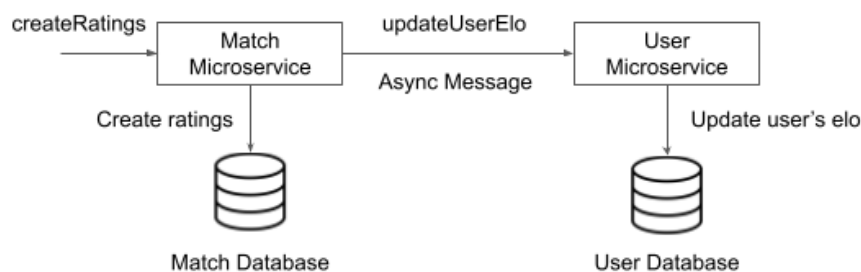 createRatings
Match
Microservice
updateUserElo
Async Message
User
Microservice
Create ratings
Update user's elo
Match Database
User Database